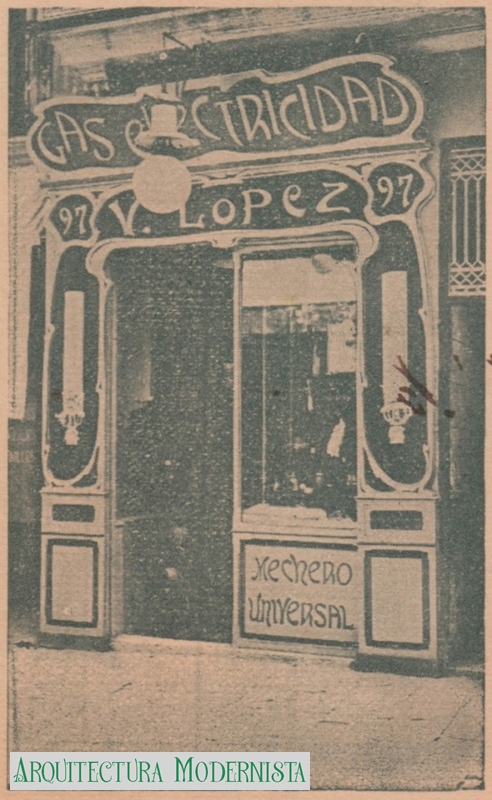 GAS ELECTRICIDAD
97 V. LOPEZ 97
MECHERO
UNIVERSAL
ARQUITECTURA MODERNISTA